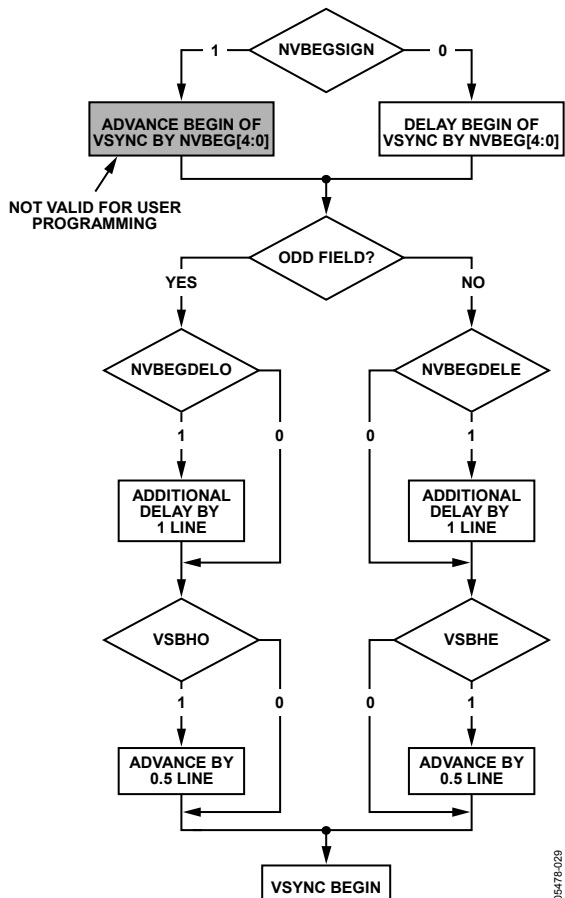 NVBEGSIGN
1
0
ADVANCE BEGIN OF
VSYNC BY NVBEG[4:0]
DELAY BEGIN OF
VSYNC BY NVBEG[4:0]
NOT VALID FOR USER
PROGRAMMING
ODD FIELD?
YES
NO
NVBEGDELO
NVBEGDELE
1
0
0
1
ADDITIONAL
DELAY BY
1 LINE
ADDITIONAL
DELAY BY
1 LINE
VSBHO
VSBHE
1
0
0
1
ADVANCE BY
0.5 LINE
ADVANCE BY
0.5 LINE
VSYNC BEGIN
05478-029